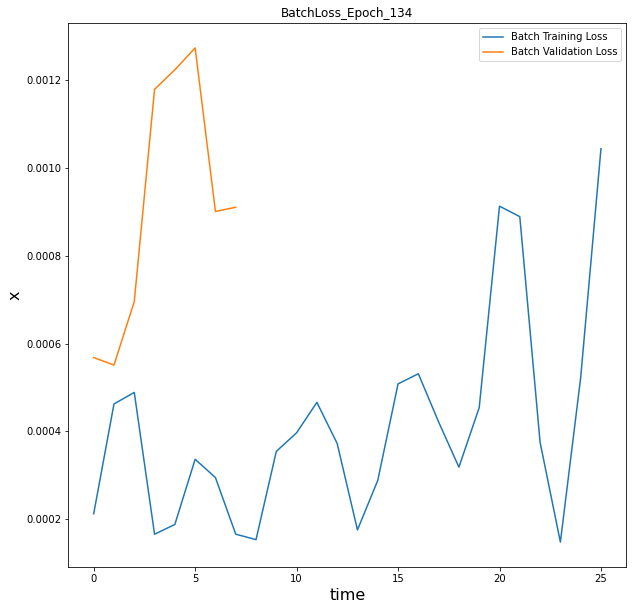 BatchLoss_Epoch_134
Batch Training Loss
Batch Validation Loss
0.0012
0.0010
0.0008
0.0006
0.0004
0.0002
x
0 5 10 15 20 25
time